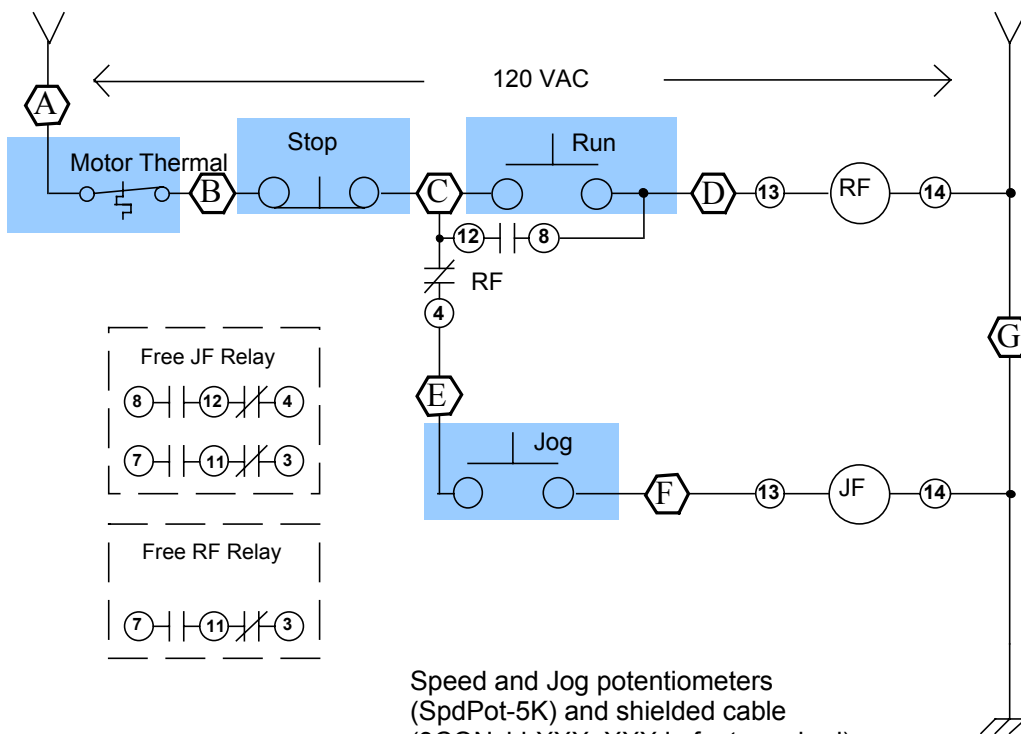 120 VAC
A
Motor Thermal
Stop
Run
B
C
D
13
RF
14
12
8
RF
4
G
Free JF Relay
8
12
4
7
11
3
E
Jog
F
13
JF
14
Free RF Relay
7
11
3
Speed and Jog potentiometers
(SpdPot-5K) and shielded cable